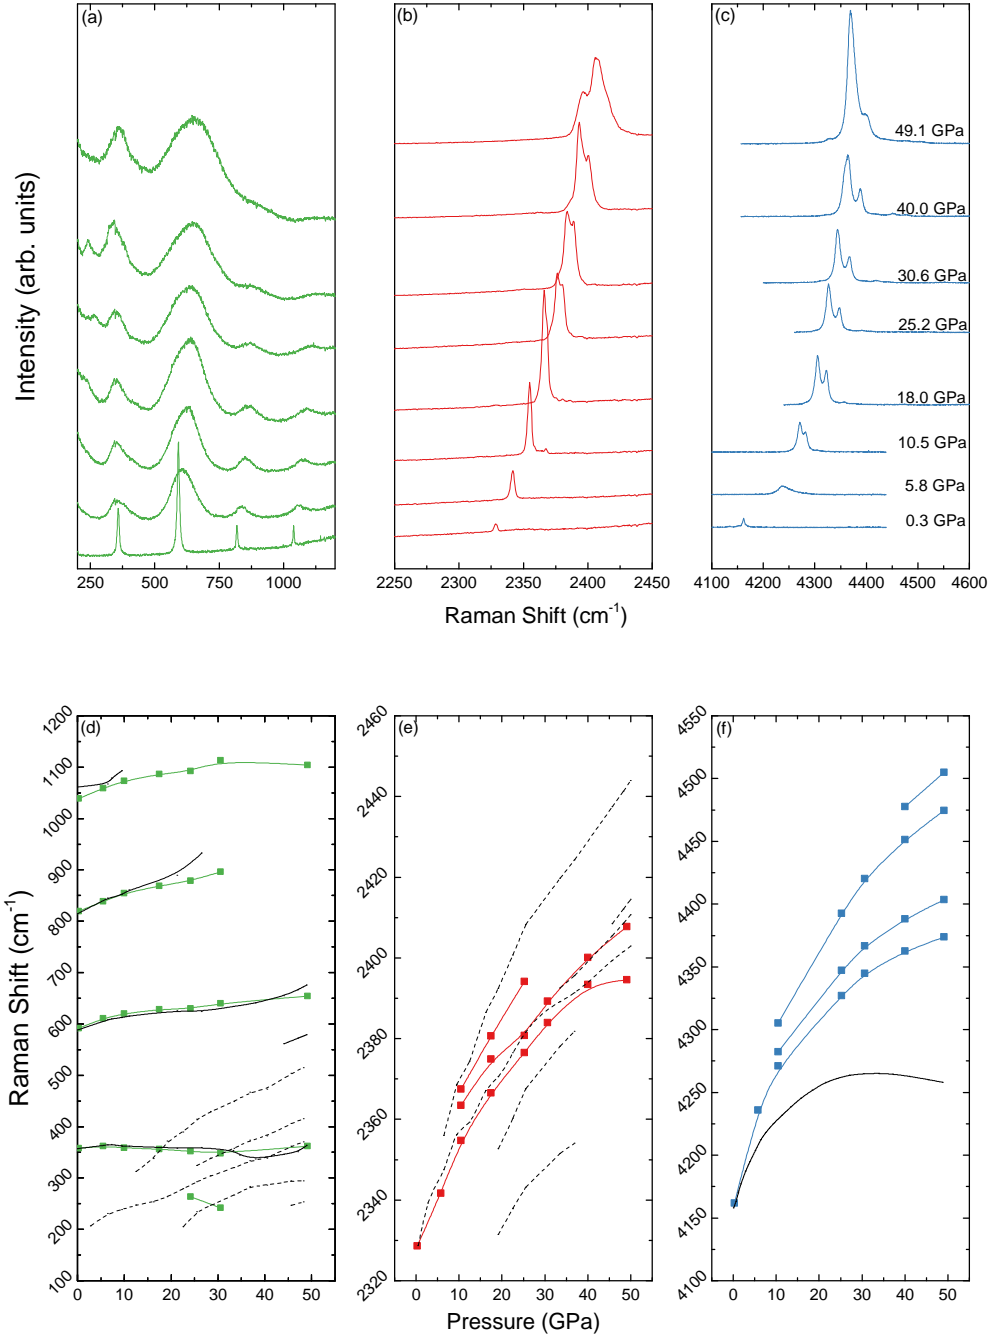 (a)
(b)
(c)
49.1 GPa
40.0 GPa
30.6 GPa
25.2 GPa
18.0 GPa
10.5 GPa
5.8 GPa
0.3 GPa
Intensity (arb. units)
250 500 750 1000
2250 2300 2350 2400 2450
4100 4200 4300 4400 4500 4600
Raman Shift (cm⁻¹)
(d)
(e)
(f)
Raman Shift (cm⁻¹)
1200
1100
1000
900
800
700
600
500
400
300
200
100
2460
2440
2420
2400
2380
2360
2340
2320
4550
4500
4450
4400
4350
4300
4250
4200
4150
4100
0 10 20 30 40 50
0 10 20 30 40 50
0 10 20 30 40 50
Pressure (GPa)